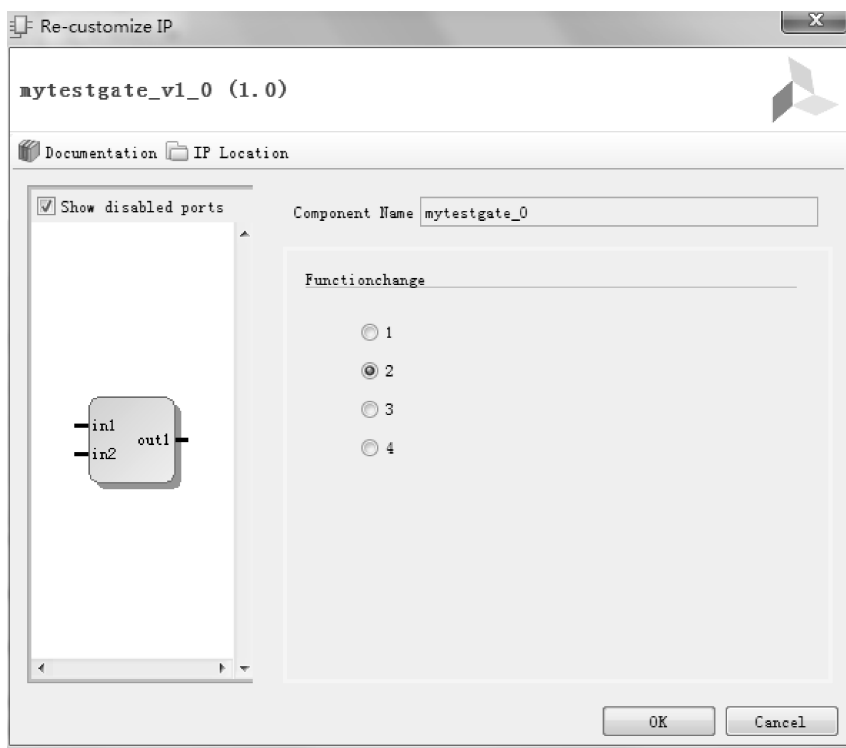 Re-customize IP
mytestgate_v1_0 (1.0)
Documentation IP Location
Show disabled ports
in1
in2
out1
Component Name mytestgate_0
Functionchange
1
2
3
4
OK Cancel